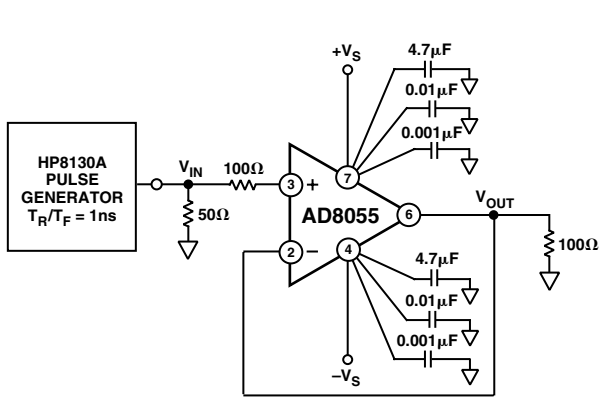 +VS
4.7µF
0.01µF
0.001µF
HP8130A
PULSE
GENERATOR
TR/TF = 1ns
VIN
100Ω
50Ω
3
+
7
AD8055
6
2
–
4
VOUT
100Ω
4.7µF
0.01µF
0.001µF
–VS